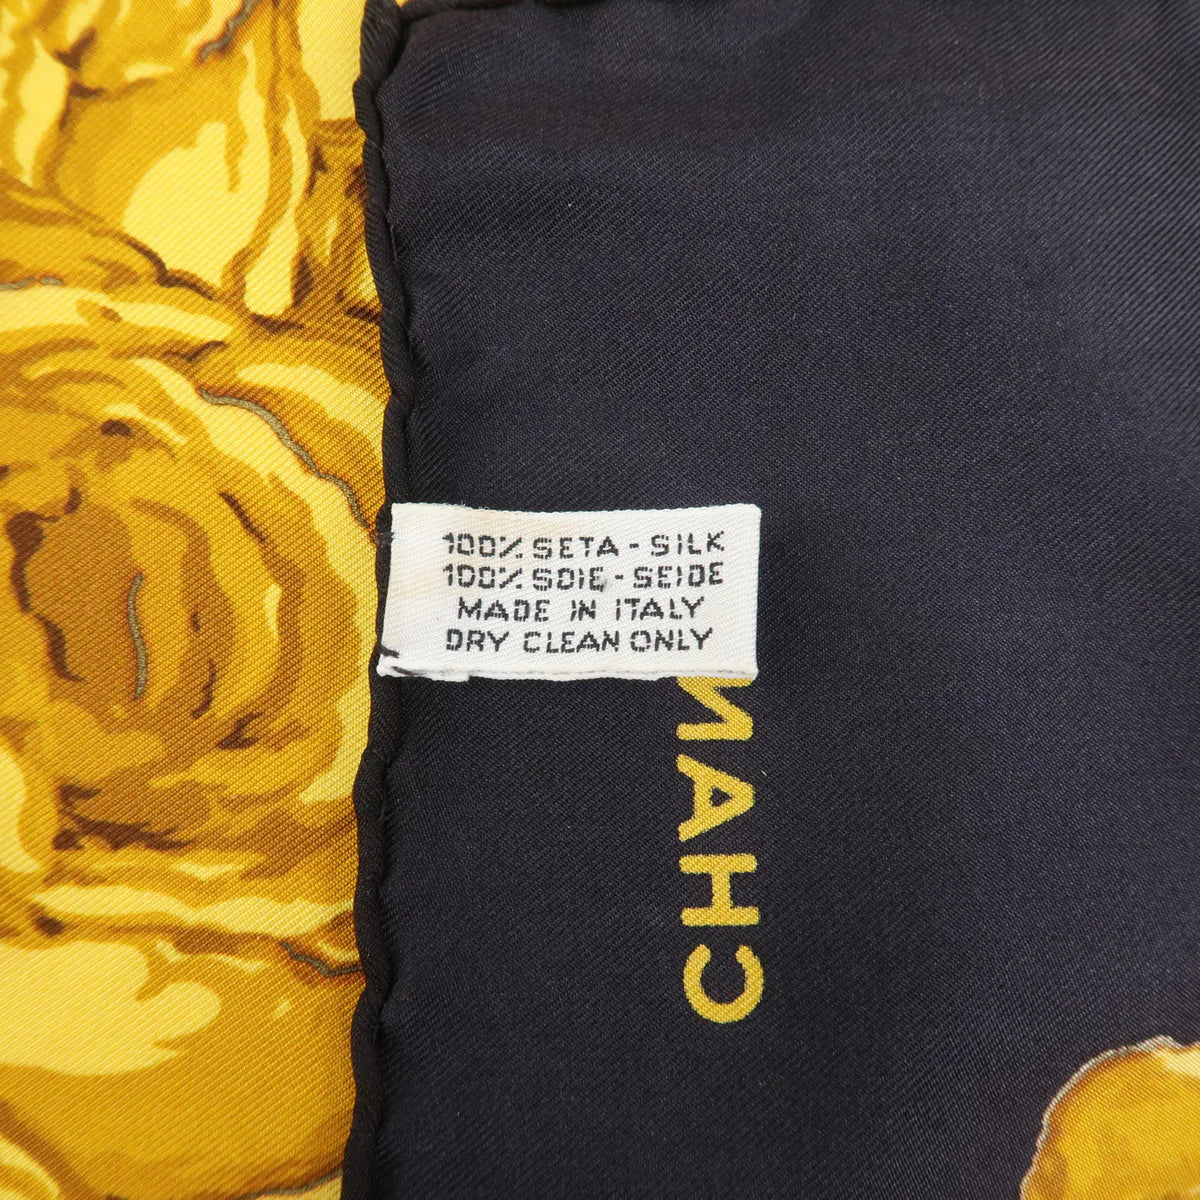 100% SETA - SILK
100% SOIE - SEIDE
MADE IN ITALY
DRY CLEAN ONLY
CHAN